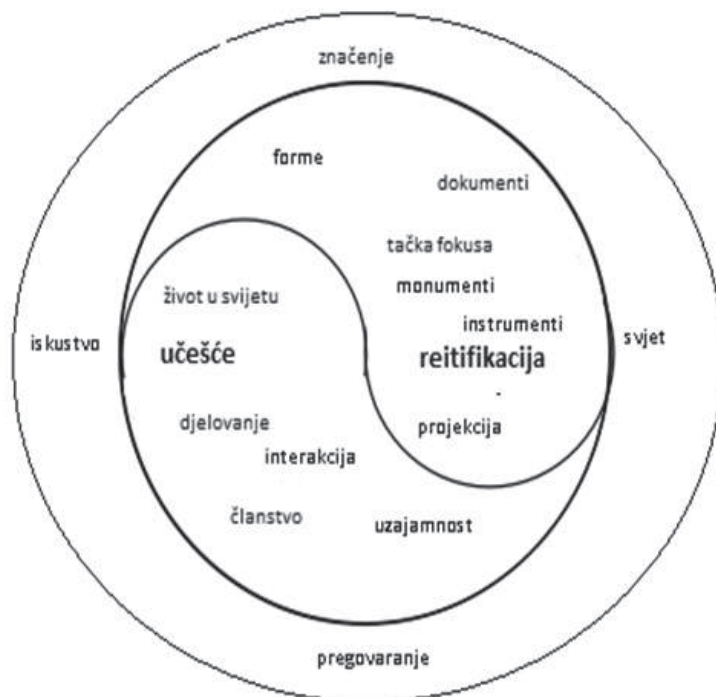 značenje
forme
dokumenti
tačka fokusa
život u svijetu
monumenti
instrumenti
iskustvo
učešće
reitifikacija
svjet
djelovanje
projekcija
interakcija
članstvo
uzajamnost
pregovaranje